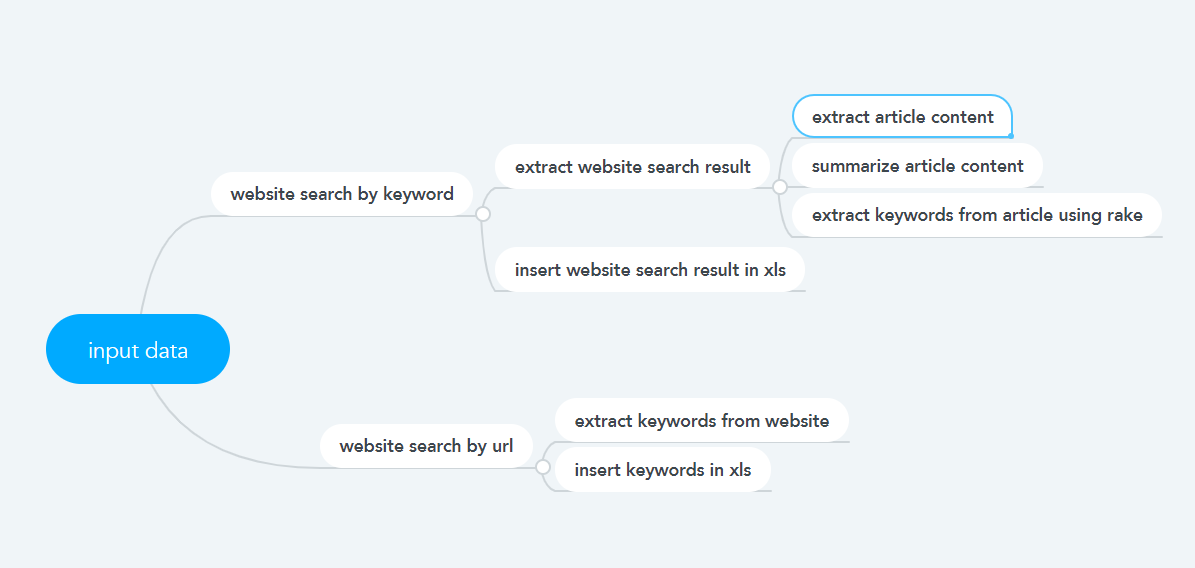 input data
website search by keyword
extract website search result
extract article content
summarize article content
extract keywords from article using rake
insert website search result in xls
website search by url
extract keywords from website
insert keywords in xls